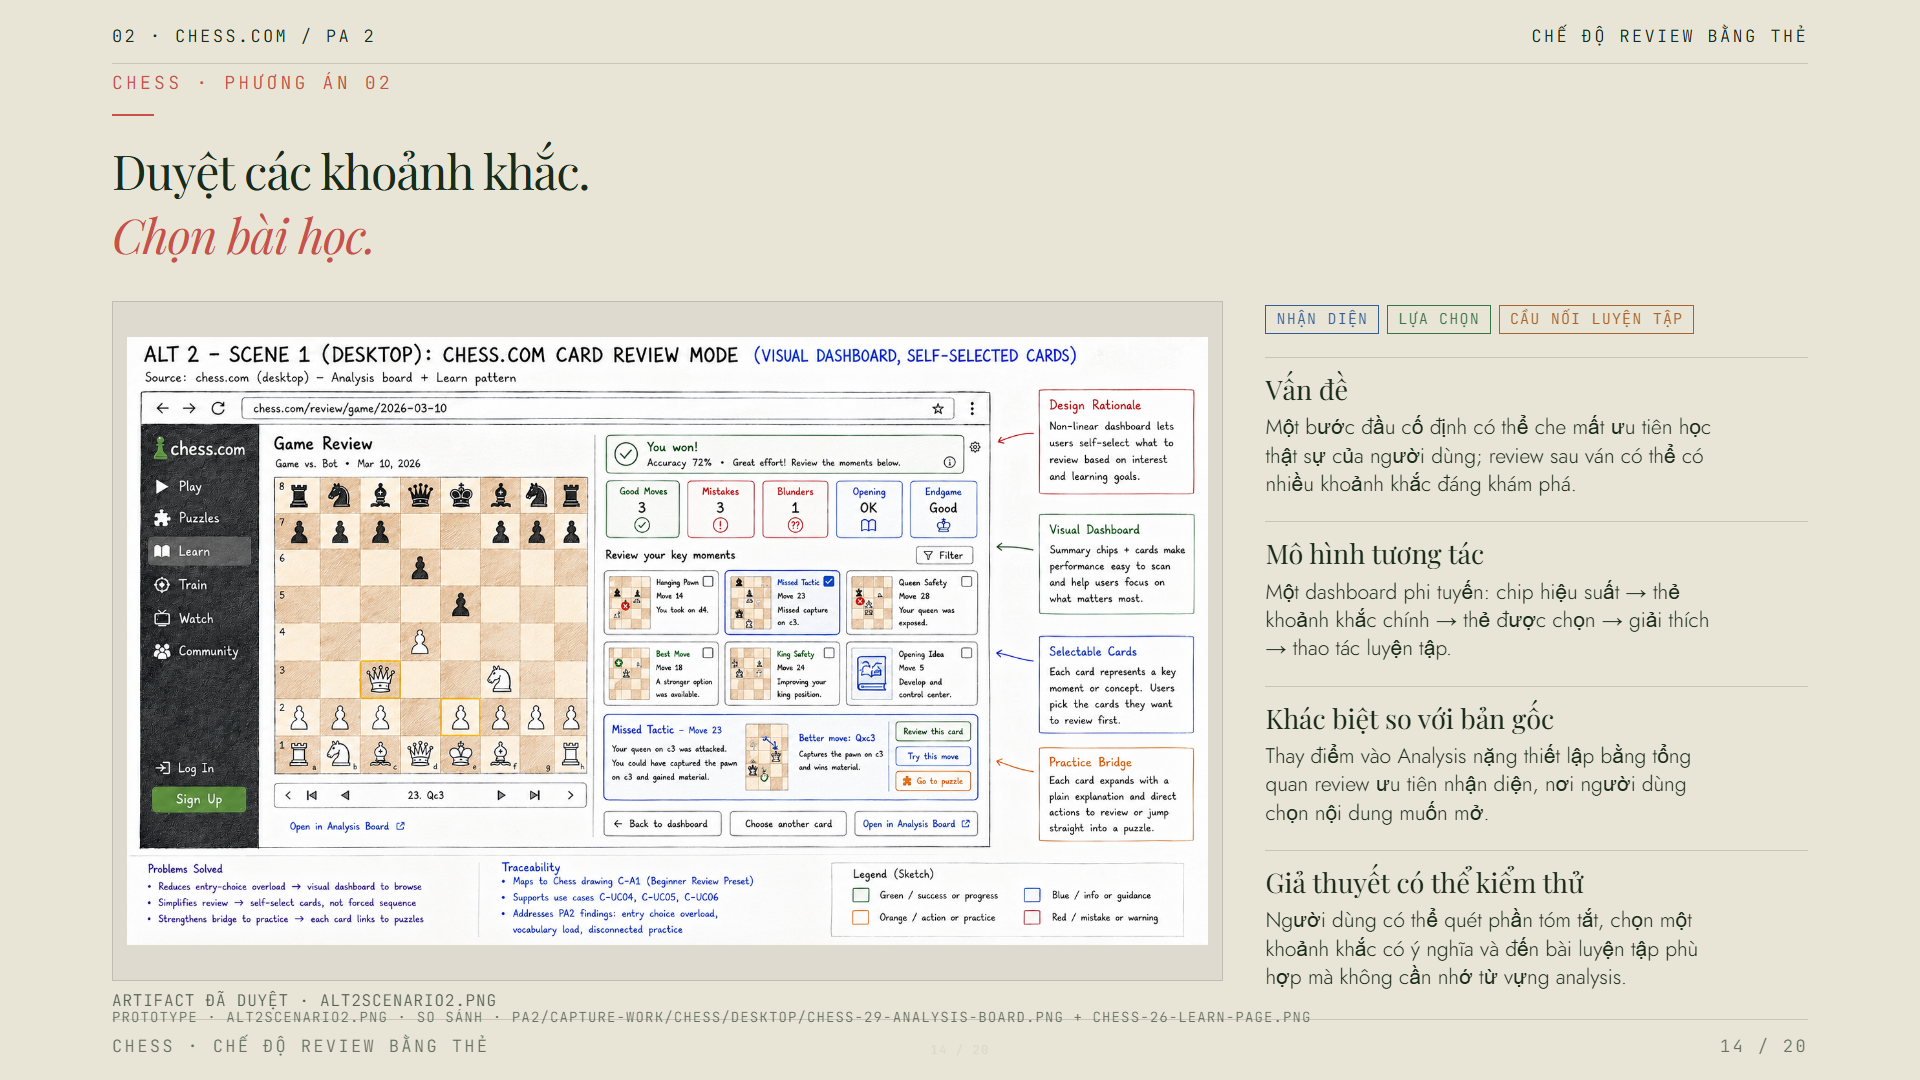 02 · CHESS.COM / PA 2
CHẾ ĐỘ REVIEW BẰNG THẺ
CHESS · PHƯƠNG ÁN 02
Duyệt các khoảnh khắc.
Chọn bài học.
ALT 2 – SCENE 1 (DESKTOP): CHESS.COM CARD REVIEW MODE (VISUAL DASHBOARD, SELF-SELECTED CARDS)
Source: chess.com (desktop) – Analysis board + Learn pattern
chess.com/review/game/2026-03-10
chess.com
Play
Puzzles
Learn
Train
Watch
Community
Log In
Sign Up
Game Review
Game vs. Bot • Mar 10, 2026
8
7
6
5
4
3
2
1
a
b
c
d
e
f
g
h
23. Qc3
Open in Analysis Board
You won!
Accuracy 72% • Great effort! Review the moments below.
Good Moves
3
Mistakes
3
!
Blunders
1
??
Opening
OK
Endgame
Good
Review your key moments
Filter
Hanging Pawn
Move 14
You took on d4.
Missed Tactic
Move 23
Missed capture
on c3.
Queen Safety
Move 28
Your queen was
exposed.
Best Move
Move 18
A stronger option
was available.
King Safety
Move 24
Improving your
king position.
Opening Idea
Move 5
Develop and
control center.
Missed Tactic – Move 23
Your queen on c3 was attacked.
You could have captured the pawn
on c3 and gained material.
Better move: Qxc3
Captures the pawn on c3
and wins material.
Review this card
Try this move
Go to puzzle
← Back to dashboard
Choose another card
Open in Analysis Board
Design Rationale
Non-linear dashboard lets
users self-select what to
review based on interest
and learning goals.
Visual Dashboard
Summary chips + cards make
performance easy to scan
and help users focus on
what matters most.
Selectable Cards
Each card represents a key
moment or concept. Users
pick the cards they want
to review first.
Practice Bridge
Each card expands with a
plain explanation and direct
actions to review or jump
straight into a puzzle.
Problems Solved
• Reduces entry-choice overload → visual dashboard to browse
• Simplifies review → self-select cards, not forced sequence
• Strengthens bridge to practice → each card links to puzzles
Traceability
• Maps to Chess drawing C-A1 (Beginner Review Preset)
• Supports use cases C-UC04, C-UC05, C-UC06
• Addresses PA2 findings: entry choice overload,
vocabulary load, disconnected practice
Legend (Sketch)
Green / success or progress
Blue / info or guidance
Orange / action or practice
Red / mistake or warning
NHẬN DIỆN
LỰA CHỌN
CẦU NỐI LUYỆN TẬP
Vấn đề
Một bước đầu cố định có thể che mất ưu tiên học
thật sự của người dùng; review sau ván có thể có
nhiều khoảnh khắc đáng khám phá.
Mô hình tương tác
Một dashboard phi tuyến: chip hiệu suất → thẻ
khoảnh khắc chính → thẻ được chọn → giải thích
→ thao tác luyện tập.
Khác biệt so với bản gốc
Thay điểm vào Analysis nặng thiết lập bằng tổng
quan review ưu tiên nhận diện, nơi người dùng
chọn nội dung muốn mở.
Giả thuyết có thể kiểm thử
Người dùng có thể quét phần tóm tắt, chọn một
khoảnh khắc có ý nghĩa và đến bài luyện tập phù
hợp mà không cần nhớ từ vựng analysis.
ARTIFACT ĐÃ DUYỆT · ALT2SCENARIO2.PNG
PROTOTYPE · ALT2SCENARIO2.PNG · SO SÁNH · PA2/CAPTURE-WORK/CHESS/DESKTOP/CHESS-29-ANALYSIS-BOARD.PNG + CHESS-26-LEARN-PAGE.PNG
CHESS · CHẾ ĐỘ REVIEW BẰNG THẺ
14 / 20
14 / 20